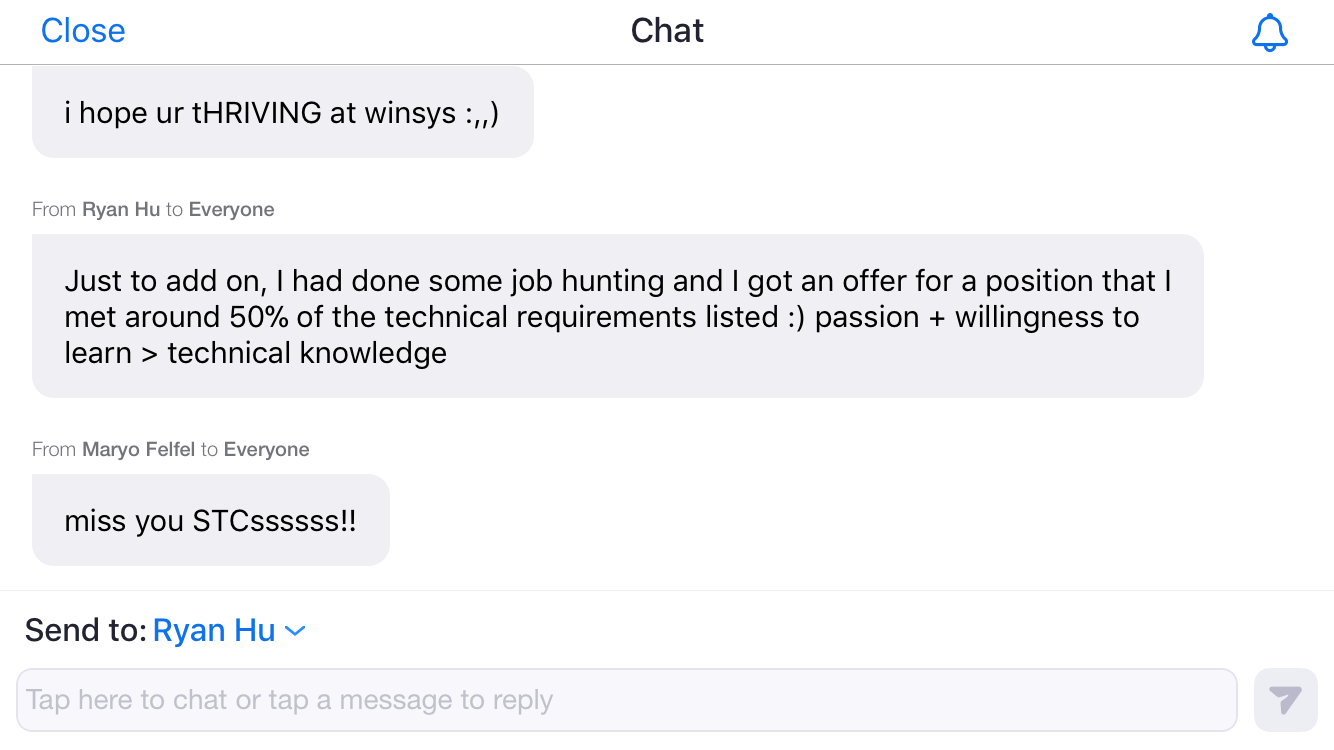 Close
Chat
i hope ur tHRIVING at winsys :,,)
From Ryan Hu to Everyone
Just to add on, I had done some job hunting and I got an offer for a position that I
met around 50% of the technical requirements listed :) passion + willingness to
learn > technical knowledge
From Maryo Felfel to Everyone
miss you STCssssss!!
Send to: Ryan Hu
Tap here to chat or tap a message to reply